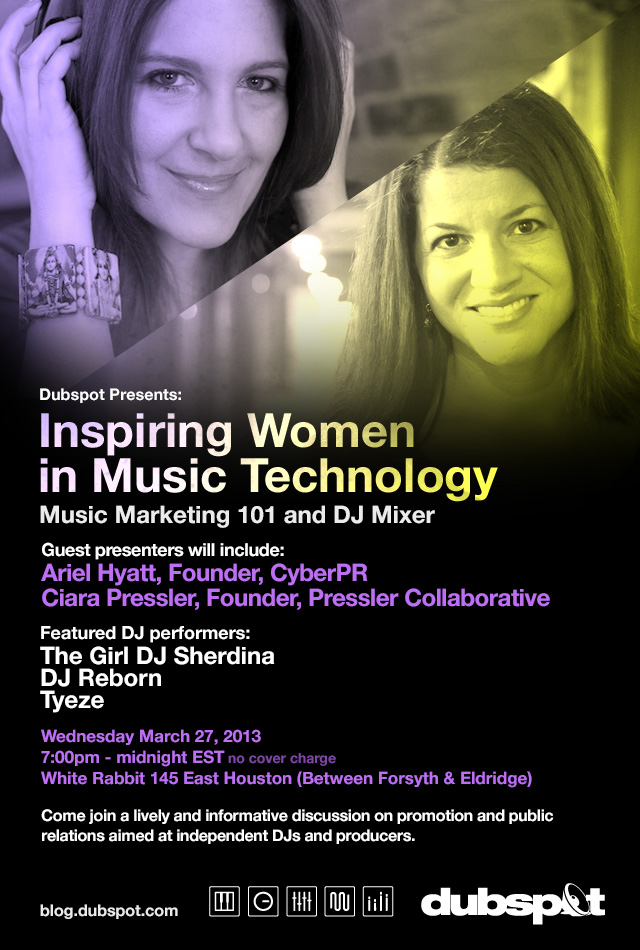 Dubspot Presents:
Inspiring Women
in Music Technology
Music Marketing 101 and DJ Mixer
Guest presenters will include:
Ariel Hyatt, Founder, CyberPR
Ciara Pressler, Founder, Pressler Collaborative
Featured DJ performers:
The Girl DJ Sherdina
DJ Reborn
Tyeze
Wednesday March 27, 2013
7:00pm - midnight EST no cover charge
White Rabbit 145 East Houston (Between Forsyth & Eldridge)
Come join a lively and informative discussion on promotion and public
relations aimed at independent DJs and producers.
blog.dubspot.com
dubspot